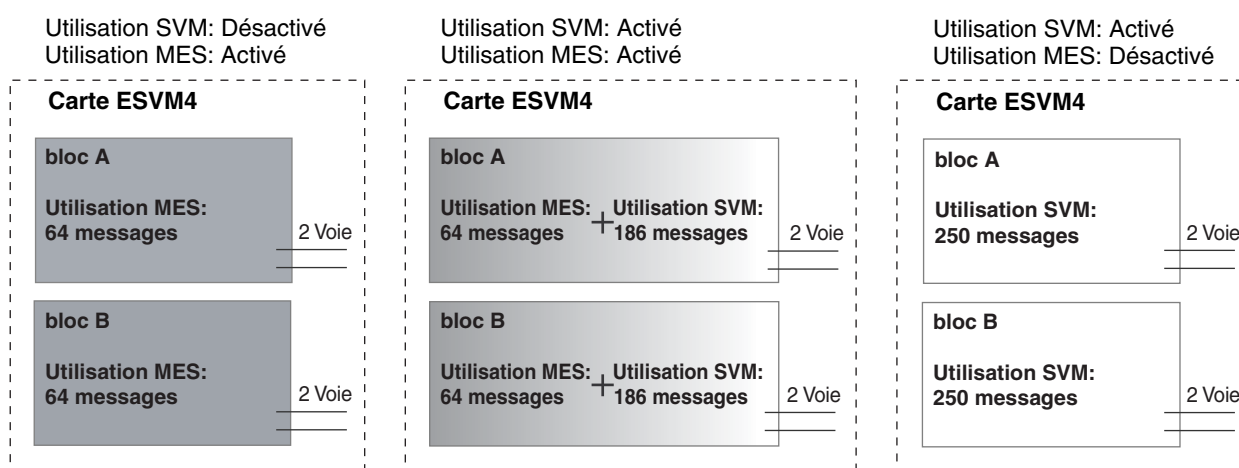 Utilisation SVM: Désactivé
Utilisation MES: Activé
Carte ESVM4
bloc A
Utilisation MES:
64 messages
2 Voie
bloc B
Utilisation MES:
64 messages
2 Voie
Utilisation SVM: Activé
Utilisation MES: Activé
Carte ESVM4
bloc A
Utilisation MES:
64 messages
+
Utilisation SVM:
186 messages
2 Voie
bloc B
Utilisation MES:
64 messages
+
Utilisation SVM:
186 messages
2 Voie
Utilisation SVM: Activé
Utilisation MES: Désactivé
Carte ESVM4
bloc A
Utilisation SVM:
250 messages
2 Voie
bloc B
Utilisation SVM:
250 messages
2 Voie